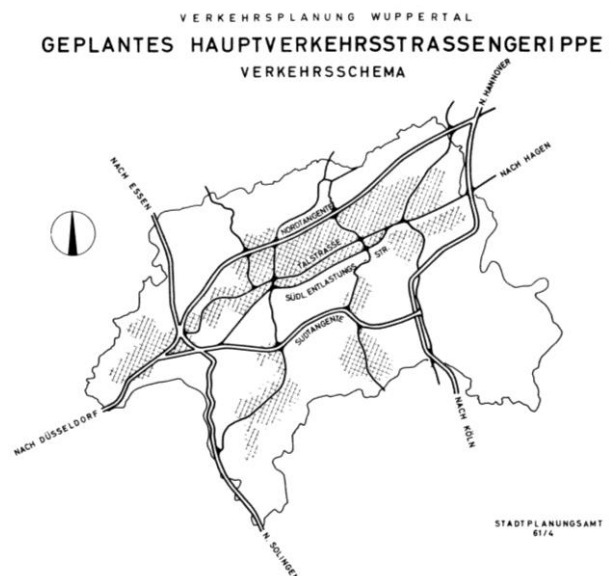 VERKEHRSPLANUNG WUPPERTAL
GEPLANTES HAUPTVERKEHRSSTRASSENGERIPPE
VERKEHRSSCHEMA
N. HANNOVER
NACH HAGEN
NACH ESSEN
NORDTANGENTE
TALSTRASSE
SÜDL. ENTLASTUNGS STR.
SÜDTANGENTE
NACH DÜSSELDORF
NACH KÖLN
N. SOLINGEN
STADTPLANUNGSAMT
61/4